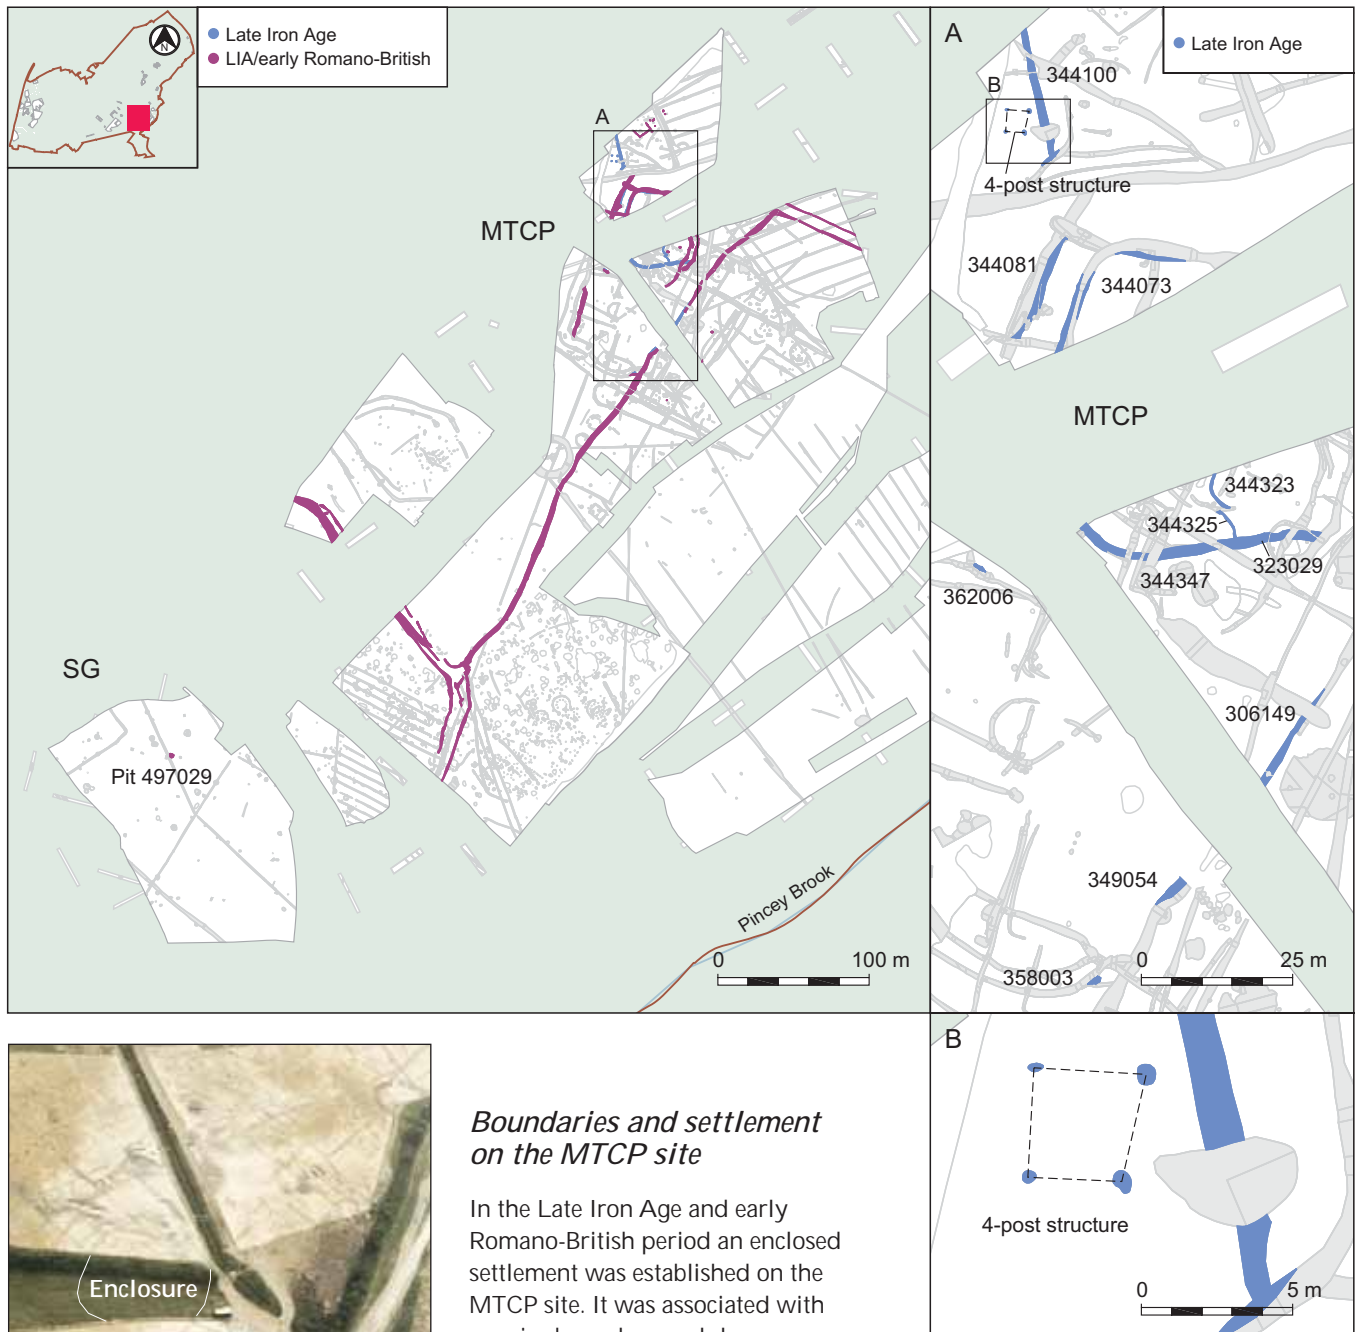 N
Late Iron Age
LIA/early Romano-British
A
MTCP
SG
Pit 497029
Pincey Brook
0 100 m
A
Late Iron Age
344100
B
4-post structure
344081
344073
MTCP
344323
344325
323029
344347
362006
306149
349054
358003
0 25 m
B
4-post structure
0 5 m
Enclosure
Boundaries and settlement
on the MTCP site
In the Late Iron Age and early
Romano-British period an enclosed
settlement was established on the
MTCP site. It was associated with